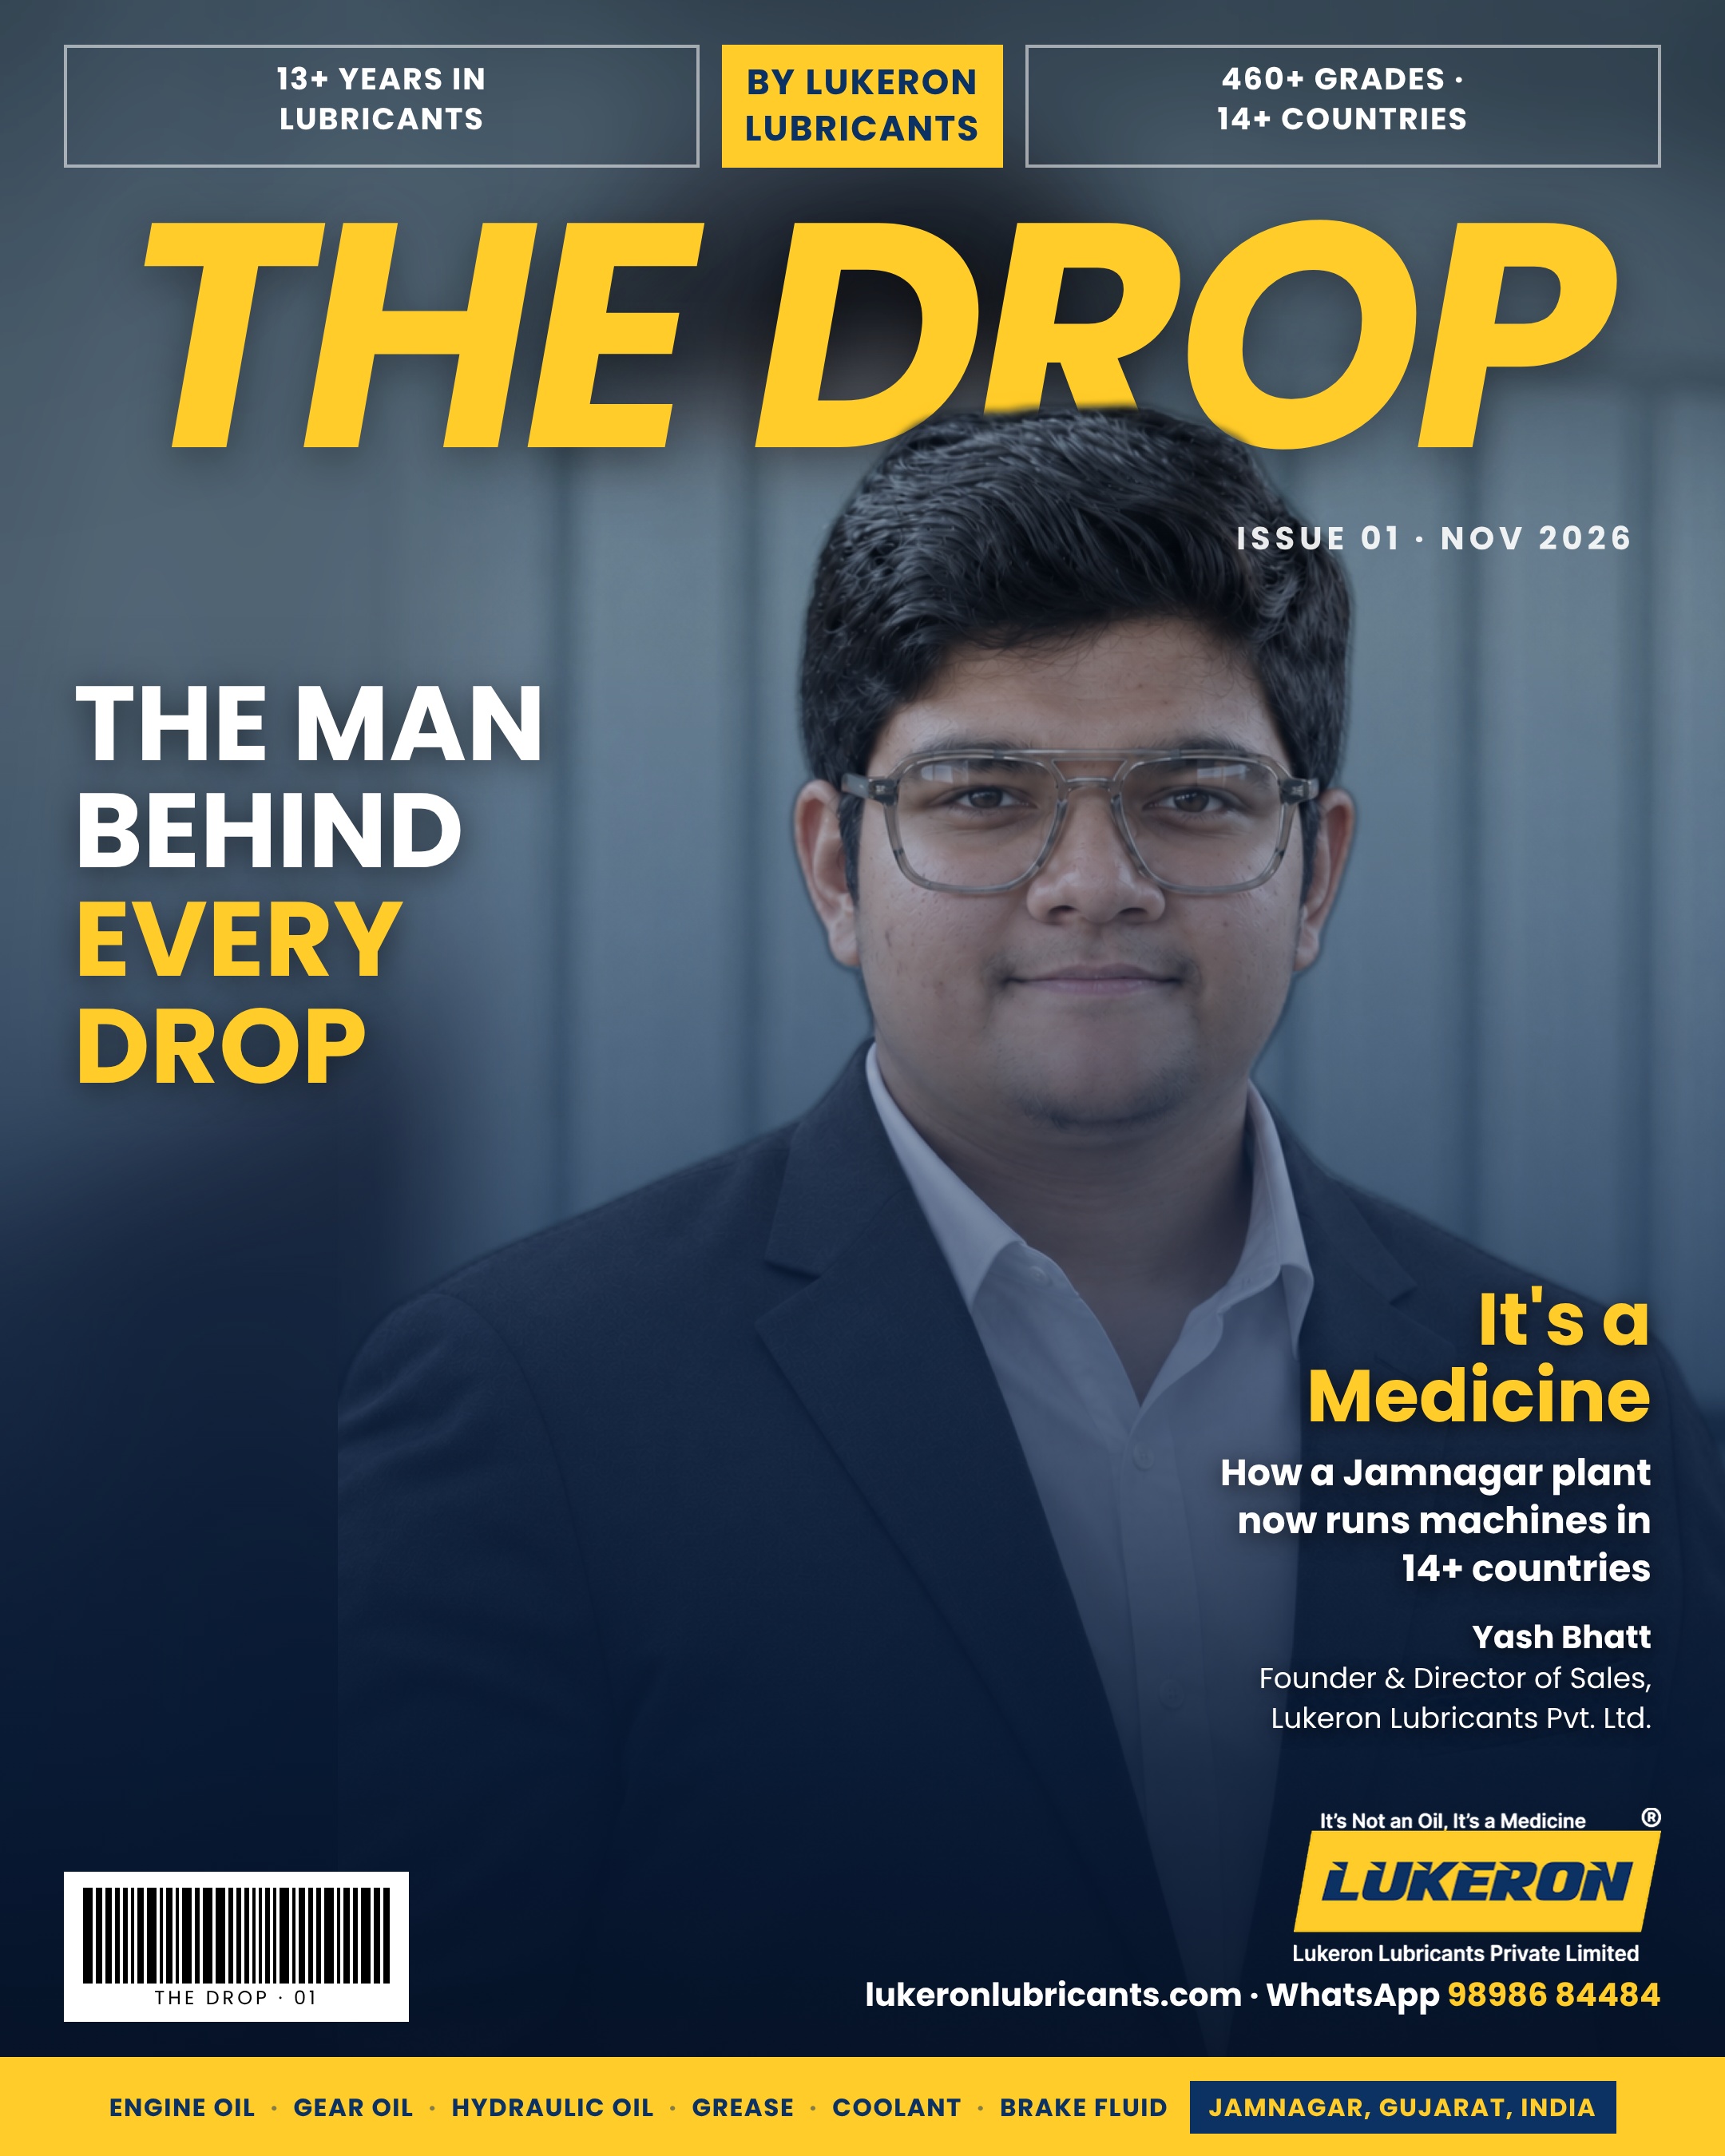 13+ YEARS IN
LUBRICANTS
BY LUKERON
LUBRICANTS
460+ GRADES ·
14+ COUNTRIES
THE DROP
ISSUE 01 · NOV 2026
THE MAN
BEHIND
EVERY
DROP
It's a
Medicine
How a Jamnagar plant
now runs machines in
14+ countries
Yash Bhatt
Founder & Director of Sales,
Lukeron Lubricants Pvt. Ltd.
It's Not an Oil, It's a Medicine ®
LUKERON
Lukeron Lubricants Private Limited
lukeronlubricants.com · WhatsApp 98986 84484
THE DROP · 01
ENGINE OIL · GEAR OIL · HYDRAULIC OIL · GREASE · COOLANT · BRAKE FLUID JAMNAGAR, GUJARAT, INDIA